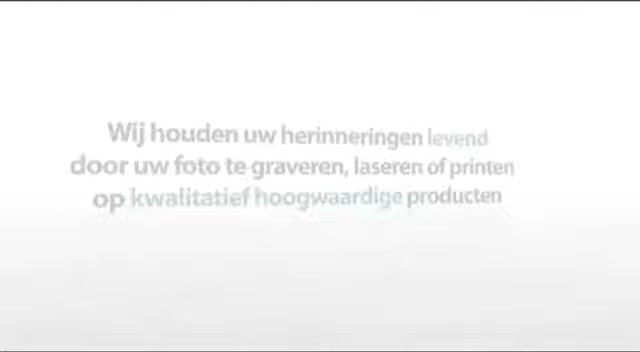 Wij houden uw herinneringen levend
door uw foto te graveren, laseren of printen
op kwalitatief hoogwaardige producten